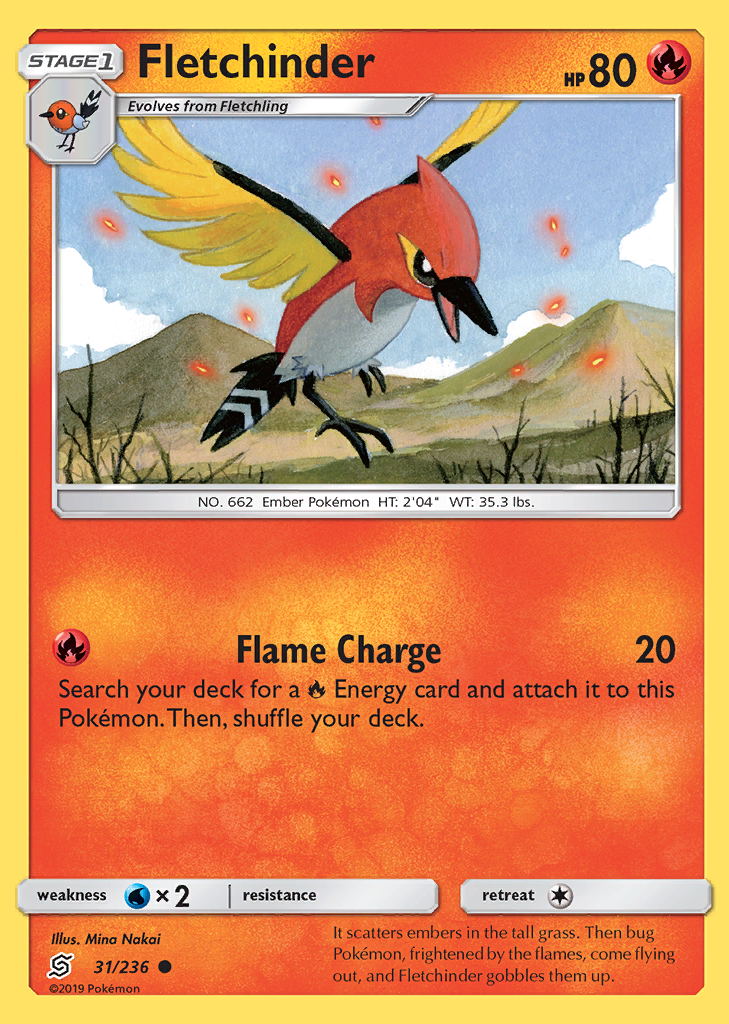 STAGE 1 Fletchinder HP 80
Evolves from Fletchling
NO. 662 Ember Pokémon HT: 2'04" WT: 35.3 lbs.
Flame Charge 20
Search your deck for a Energy card and attach it to this
Pokémon. Then, shuffle your deck.
weakness × 2 resistance retreat
Illus. Mina Nakai
31/236
©2019 Pokémon
It scatters embers in the tall grass. Then bug
Pokémon, frightened by the flames, come flying
out, and Fletchinder gobbles them up.